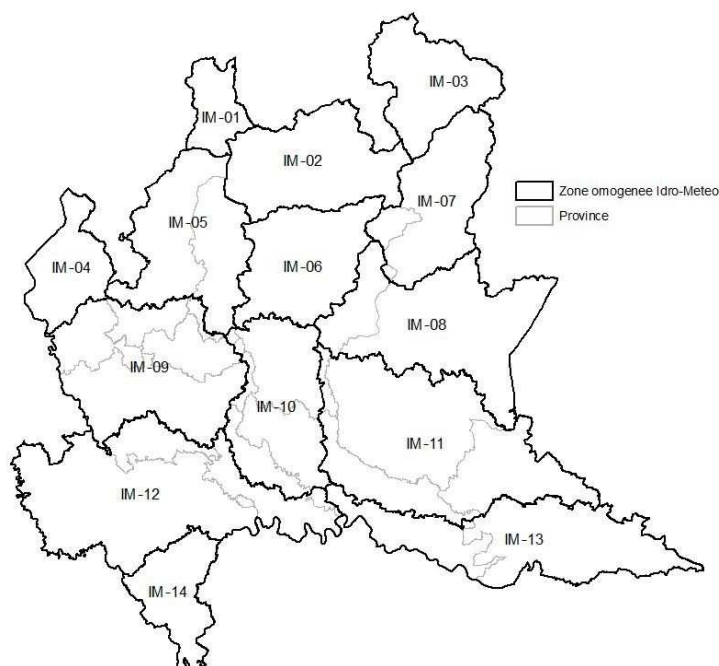 IM-03
IM-01
IM-02
IM-07
Zone omogenee Idro-Meteo
Province
IM-05
IM-04
IM-06
IM-08
IM-09
IM-10
IM-11
IM-12
IM-13
IM-14